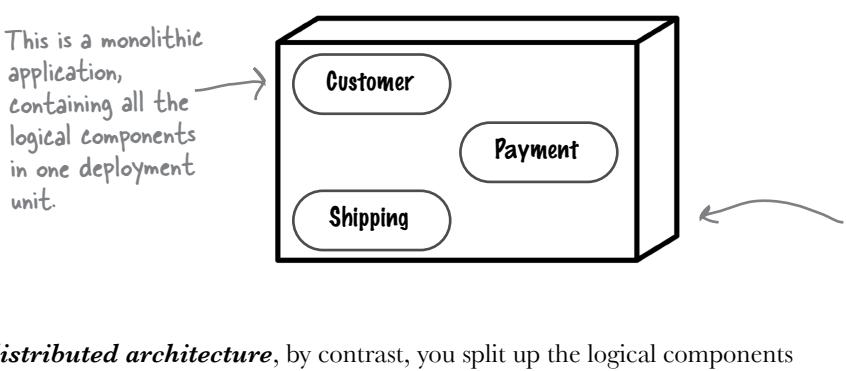 This is a monolithic
application,
containing all the
logical components
in one deployment
unit.
Customer
Payment
Shipping
istributed architecture, by contrast, you split up the logical components